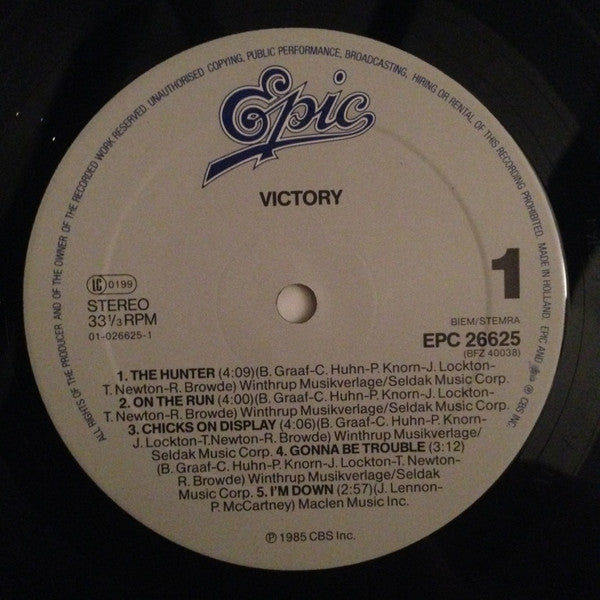 ALL RIGHTS OF THE PRODUCER AND OF THE OWNER OF THE RECORDED WORK RESERVED. UNAUTHORISED COPYING, PUBLIC PERFORMANCE, BROADCASTING, HIRING OR RENTAL OF THIS RECORDING PROHIBITED. MADE IN HOLLAND. EPIC AND ® CBS INC.
Epic
VICTORY
1
LC 0199
STEREO
33 1/3 RPM
01-026625-1
BIEM/STEMRA
EPC 26625
(BFZ 40038)
1. THE HUNTER (4:09)(B. Graaf-C. Huhn-P. Knorn-J. Lockton-
T. Newton-R. Browde) Winthrup Musikverlage/Seldak Music Corp.
2. ON THE RUN (4:00)(B. Graaf-C. Huhn-P. Knorn-J. Lockton-
T. Newton-R. Browde) Winthrup Musikverlage/Seldak Music Corp.
3. CHICKS ON DISPLAY (4:06)(B. Graaf-C. Huhn-P. Knorn-
J. Lockton-T.Newton-R. Browde) Winthrup Musikverlage/
Seldak Music Corp. 4. GONNA BE TROUBLE (3:12)
(B. Graaf-C. Huhn-P. Knorn-J. Lockton-T. Newton-
R. Browde) Winthrup Musikverlage/Seldak
Music Corp. 5. I'M DOWN (2:57)(J. Lennon-
P. McCartney) Maclen Music Inc.
℗ 1985 CBS Inc.